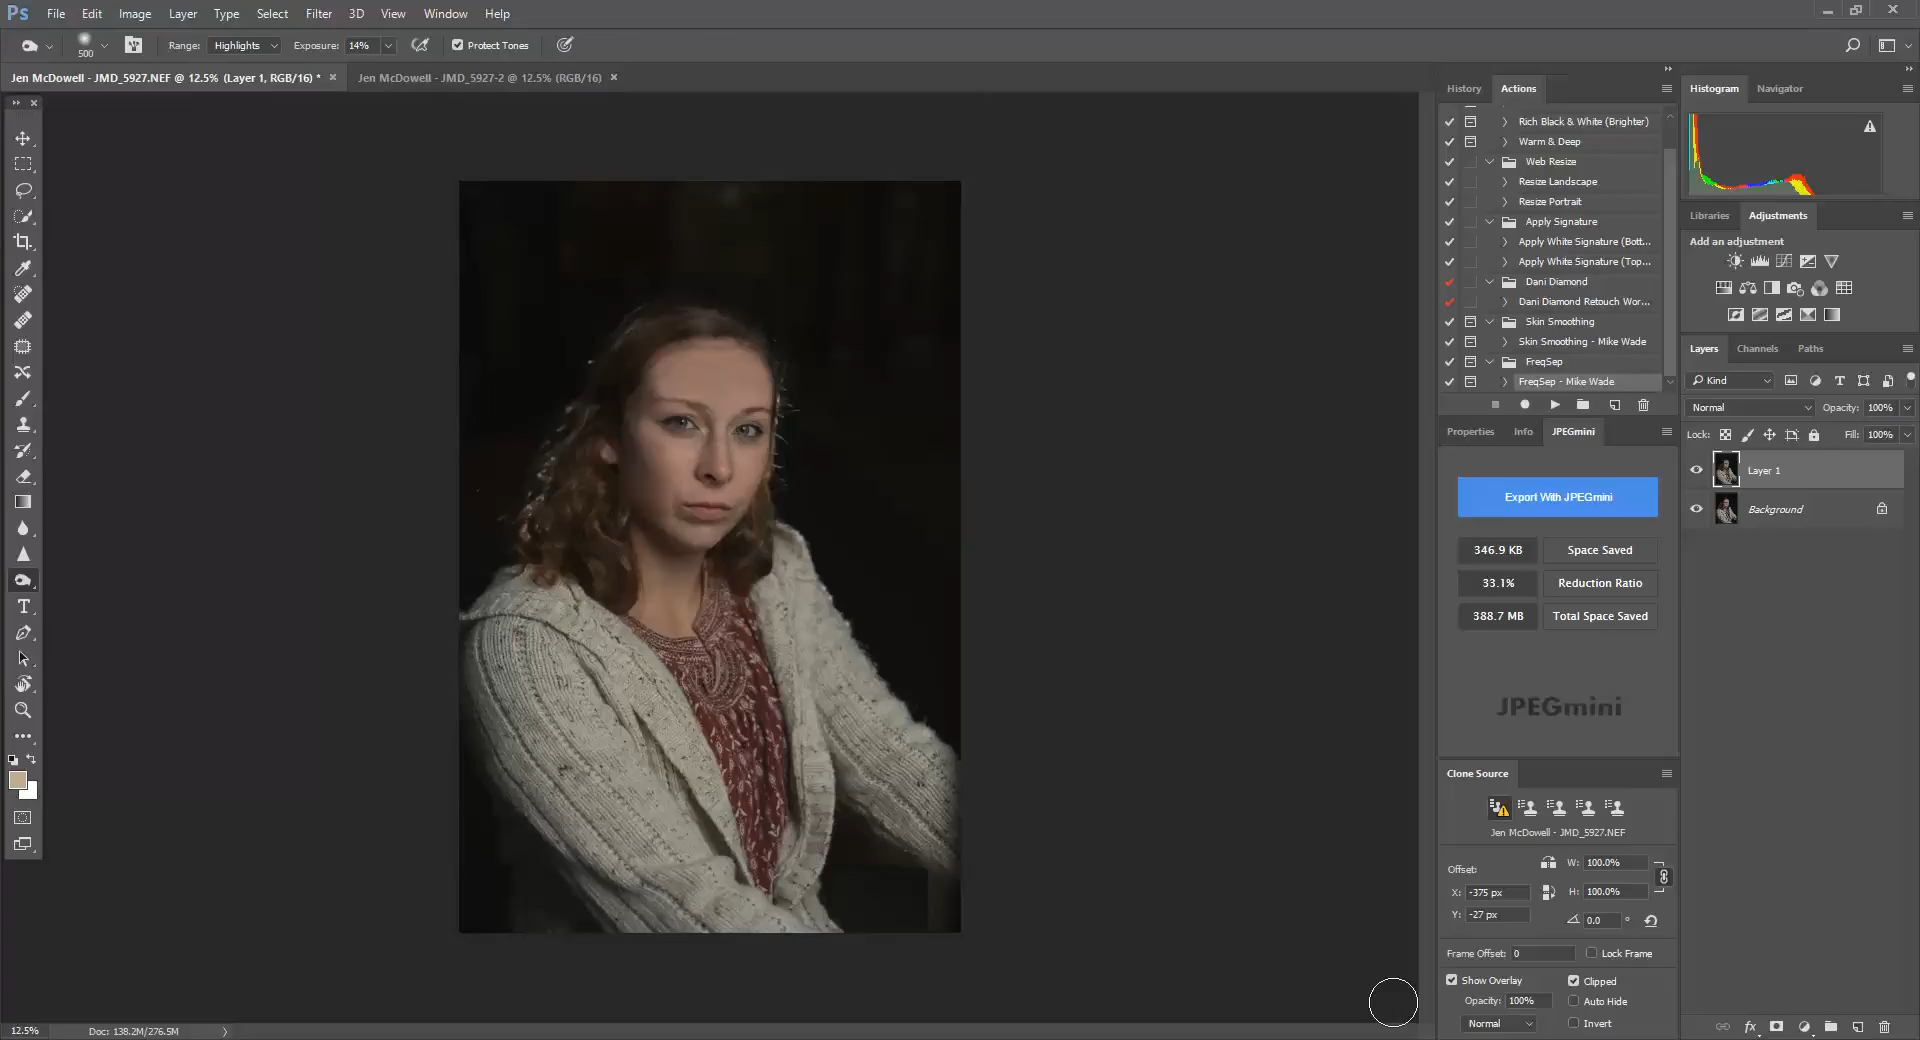 Ps File Edit Image Layer Type Select Filter 3D View Window Help
500 Range: Highlights Exposure: 14% Protect Tones
Jen McDowell - JMD_5927.NEF @ 12.5% (Layer 1, RGB/16) * × Jen McDowell - JMD_5927-2 @ 12.5% (RGB/16) ×
History Actions
Rich Black & White (Brighter)
Warm & Deep
Web Resize
Resize Landscape
Resize Portrait
Apply Signature
Apply White Signature (Bott...
Apply White Signature (Top...
Dani Diamond
Dani Diamond Retouch Wor...
Skin Smoothing
Skin Smoothing - Mike Wade
FreqSep
FreqSep - Mike Wade
Properties Info JPEGmini
Export With JPEGmini
346.9 KB Space Saved
33.1% Reduction Ratio
388.7 MB Total Space Saved
JPEGmini
Clone Source
Jen McDowell - JMD_5927.NEF
Offset: W: 100.0%
X: -375 px H: 100.0%
Y: -27 px 0.0 °
Frame Offset: 0 Lock Frame
Show Overlay Clipped
Opacity: 100% Auto Hide
Normal Invert
Histogram Navigator
Libraries Adjustments
Add an adjustment
Layers Channels Paths
Kind
Normal Opacity: 100%
Lock: Fill: 100%
Layer 1
Background
fx
12.5% Doc: 138.2M/276.5M